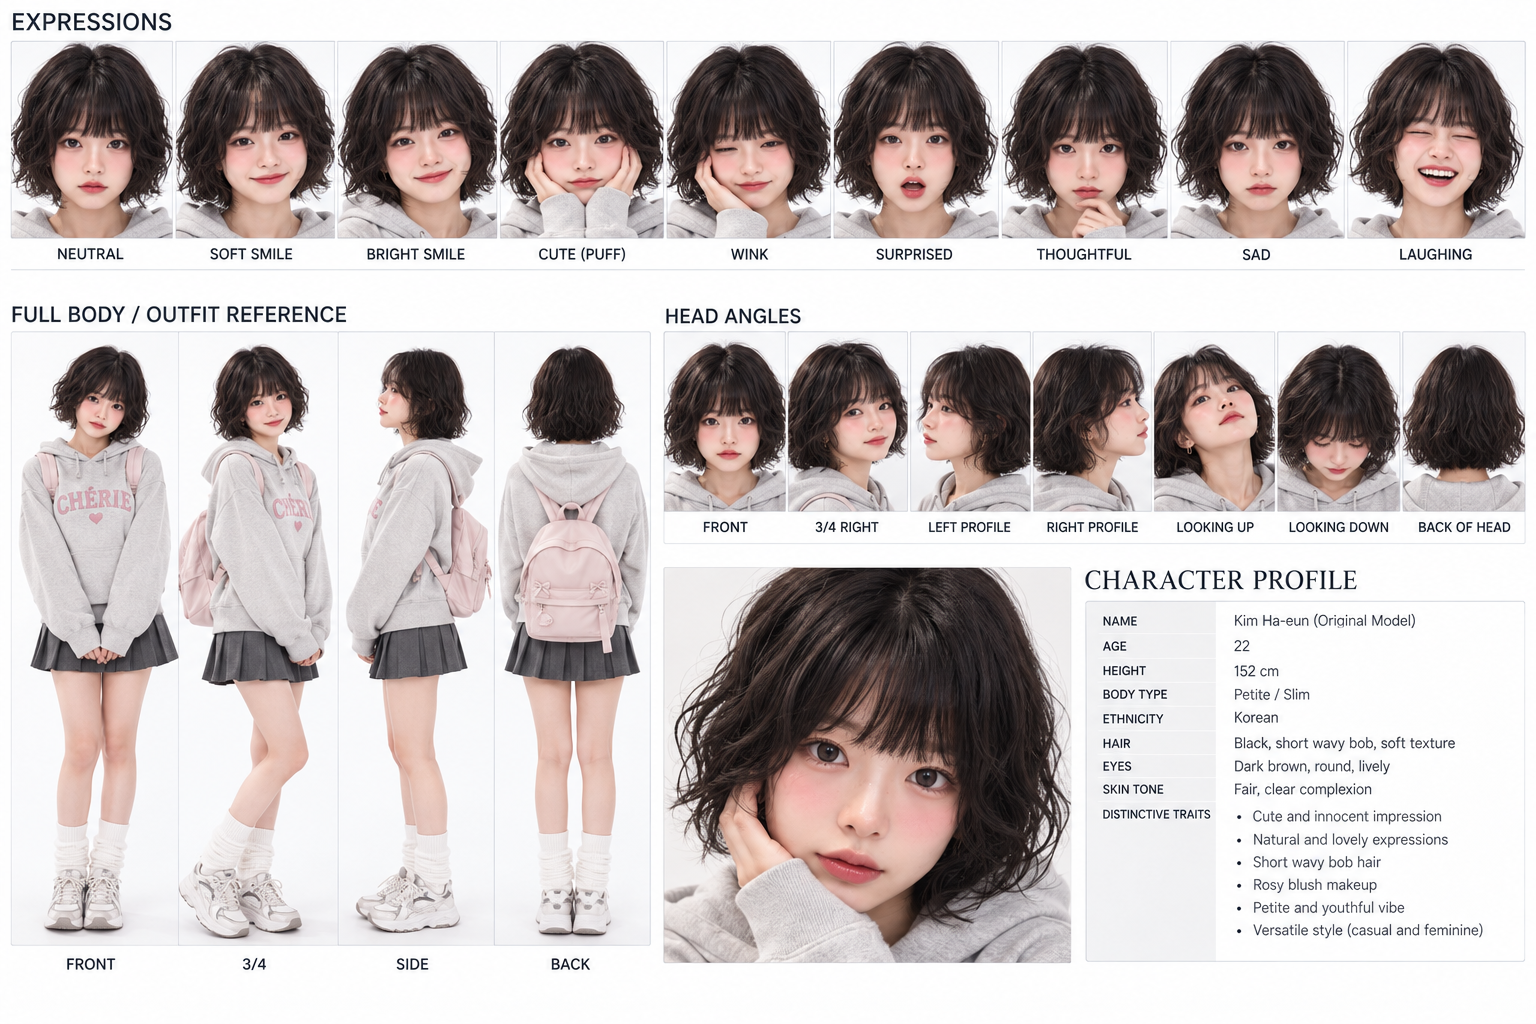 EXPRESSIONS
NEUTRAL
SOFT SMILE
BRIGHT SMILE
CUTE (PUFF)
WINK
SURPRISED
THOUGHTFUL
SAD
LAUGHING
FULL BODY / OUTFIT REFERENCE
CHÉRIE
CHÉRI
E
FRONT
3/4
SIDE
BACK
HEAD ANGLES
FRONT
3/4 RIGHT
LEFT PROFILE
RIGHT PROFILE
LOOKING UP
LOOKING DOWN
BACK OF HEAD
CHARACTER PROFILE
NAME Kim Ha-eun (Original Model)
AGE 22
HEIGHT 152 cm
BODY TYPE Petite / Slim
ETHNICITY Korean
HAIR Black, short wavy bob, soft texture
EYES Dark brown, round, lively
SKIN TONE Fair, clear complexion
DISTINCTIVE TRAITS • Cute and innocent impression
• Natural and lovely expressions
• Short wavy bob hair
• Rosy blush makeup
• Petite and youthful vibe
• Versatile style (casual and feminine)